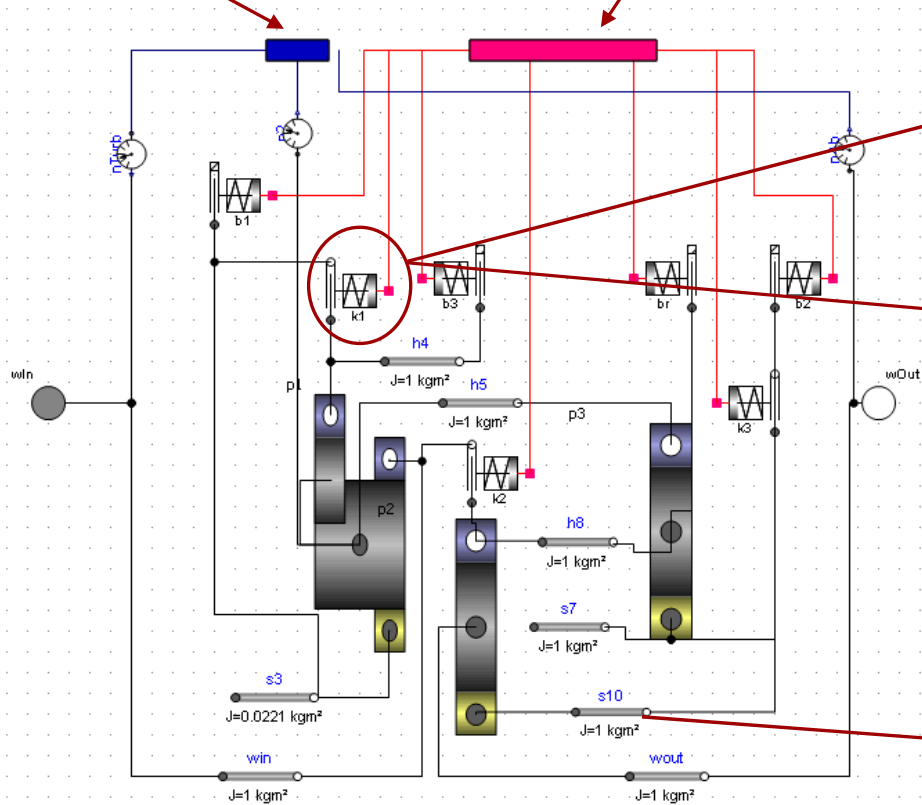 nTurb
n2
b1
k1
b3
br
b2
h4
J=1 kgm²
wIn
p1
h5
J=1 kgm²
p3
k3
wOut
p2
k2
h8
J=1 kgm²
s7
J=1 kgm²
s3
J=0.0221 kgm²
s10
J=1 kgm²
win
J=1 kgm²
wout
J=1 kgm²